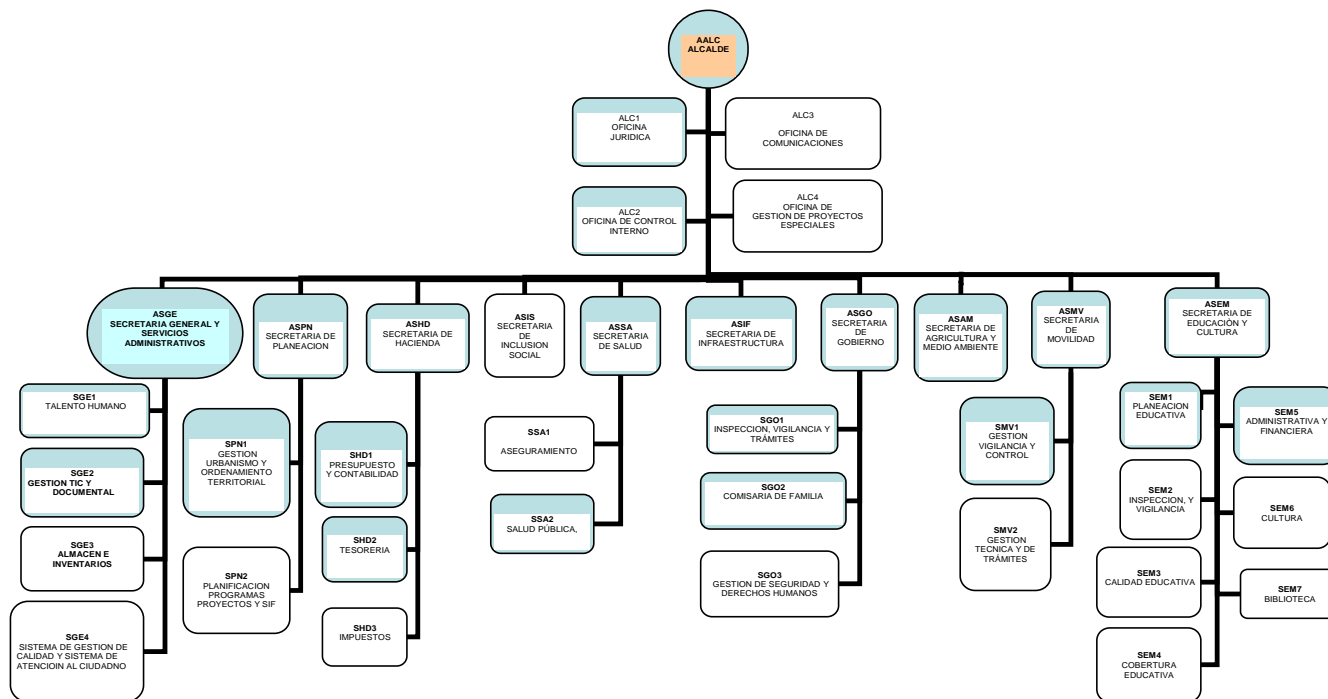 AALC
ALCALDE
ALC1
OFICINA
JURIDICA
ALC3
OFICINA DE
COMUNICACIONES
ALC2
OFICINA DE CONTROL
INTERNO
ALC4
OFICINA DE
GESTION DE PROYECTOS
ESPECIALES
ASGE
SECRETARIA GENERAL Y
SERVICIOS
ADMINISTRATIVOS
ASPN
SECRETARIA DE
PLANEACION
ASHD
SECRETARIA DE
HACIENDA
ASIS
SECRETARIA
DE
INCLUSION
SOCIAL
ASSA
SECRETARIA
DE SALUD
ASIF
SECRETARIA DE
INFRAESTRUCTURA
ASGO
SECRETARIA
DE
GOBIERNO
ASAM
SECRETARIA DE
AGRICULTURA Y
MEDIO AMBIENTE
ASMV
SECRETARIA
DE
MOVILIDAD
ASEM
SECRETARIA DE
EDUCACIÓN Y
CULTURA
SGE1
TALENTO HUMANO
SGE2
GESTION TIC Y
DOCUMENTAL
SGE3
ALMACEN E
INVENTARIOS
SGE4
SISTEMA DE GESTION DE
CALIDAD Y SISTEMA DE
ATENCIOIN AL CIUDADNO
SPN1
GESTION
URBANISMO Y
ORDENAMIENTO
TERRITORIAL
SPN2
PLANIFICACION
PROGRAMAS
PROYECTOS Y SIF
SHD1
PRESUPUESTO
Y CONTABILIDAD
SHD2
TESORERIA
SHD3
IMPUESTOS
SSA1
ASEGURAMIENTO
SSA2
SALUD PÚBLICA,
SGO1
INSPECCION, VIGILANCIA Y
TRÁMITES
SGO2
COMISARIA DE FAMILIA
SGO3
GESTION DE SEGURIDAD Y
DERECHOS HUMANOS
SMV1
GESTION
VIGILANCIA Y
CONTROL
SMV2
GESTION
TECNICA Y DE
TRÁMITES
SEM1
PLANEACION
EDUCATIVA
SEM2
INSPECCION, Y
VIGILANCIA
SEM3
CALIDAD EDUCATIVA
SEM4
COBERTURA
EDUCATIVA
SEM5
ADMINISTRATIVA Y
FINANCIERA
SEM6
CULTURA
SEM7
BIBLIOTECA